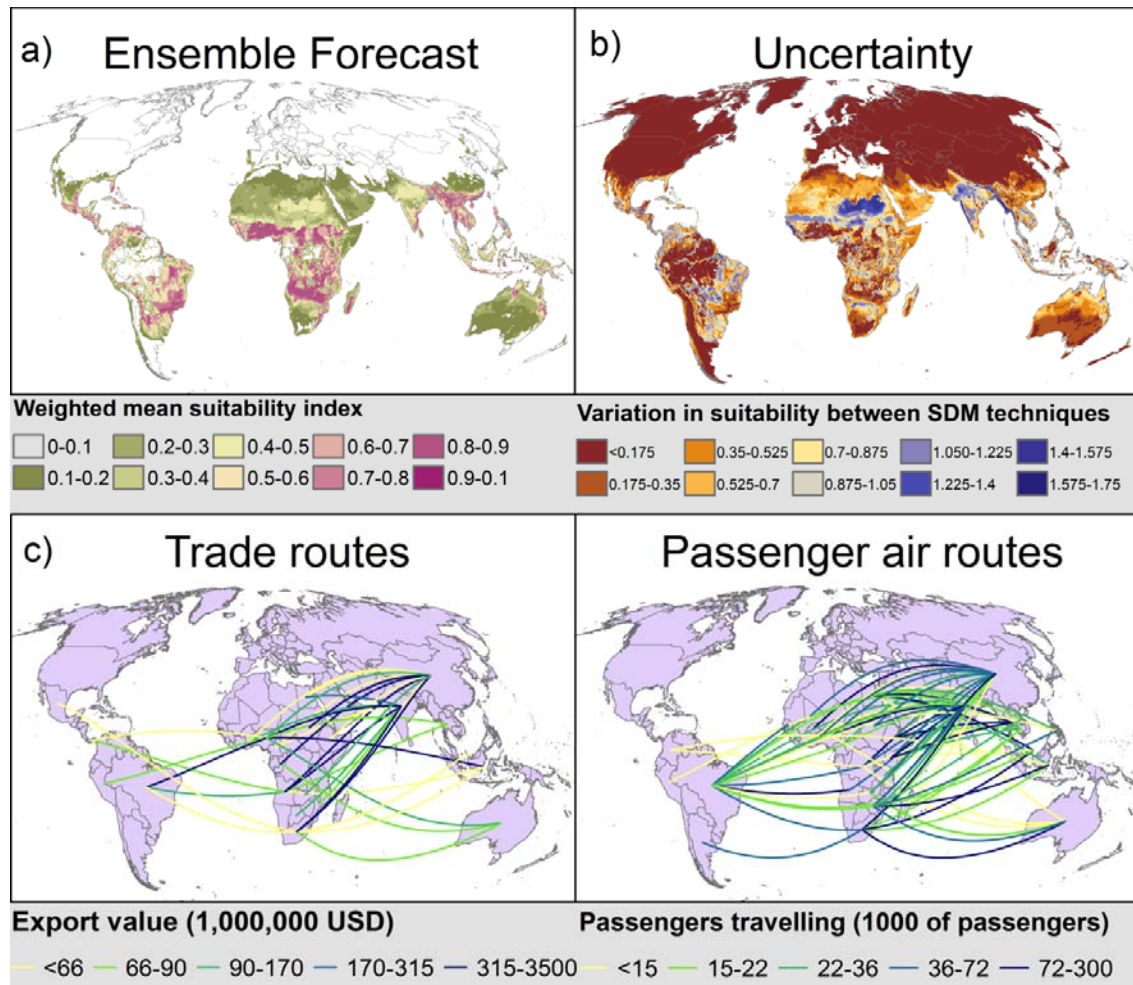 a) Ensemble Forecast
b) Uncertainty
Weighted mean suitability index
0-0.1 0.2-0.3 0.4-0.5 0.6-0.7 0.8-0.9
0.1-0.2 0.3-0.4 0.5-0.6 0.7-0.8 0.9-0.1
Variation in suitability between SDM techniques
<0.175 0.35-0.525 0.7-0.875 1.050-1.225 1.4-1.575
0.175-0.35 0.525-0.7 0.875-1.05 1.225-1.4 1.575-1.75
c) Trade routes
Passenger air routes
Export value (1,000,000 USD)
<66 66-90 90-170 170-315 315-3500
Passengers travelling (1000 of passengers)
<15 15-22 22-36 36-72 72-300